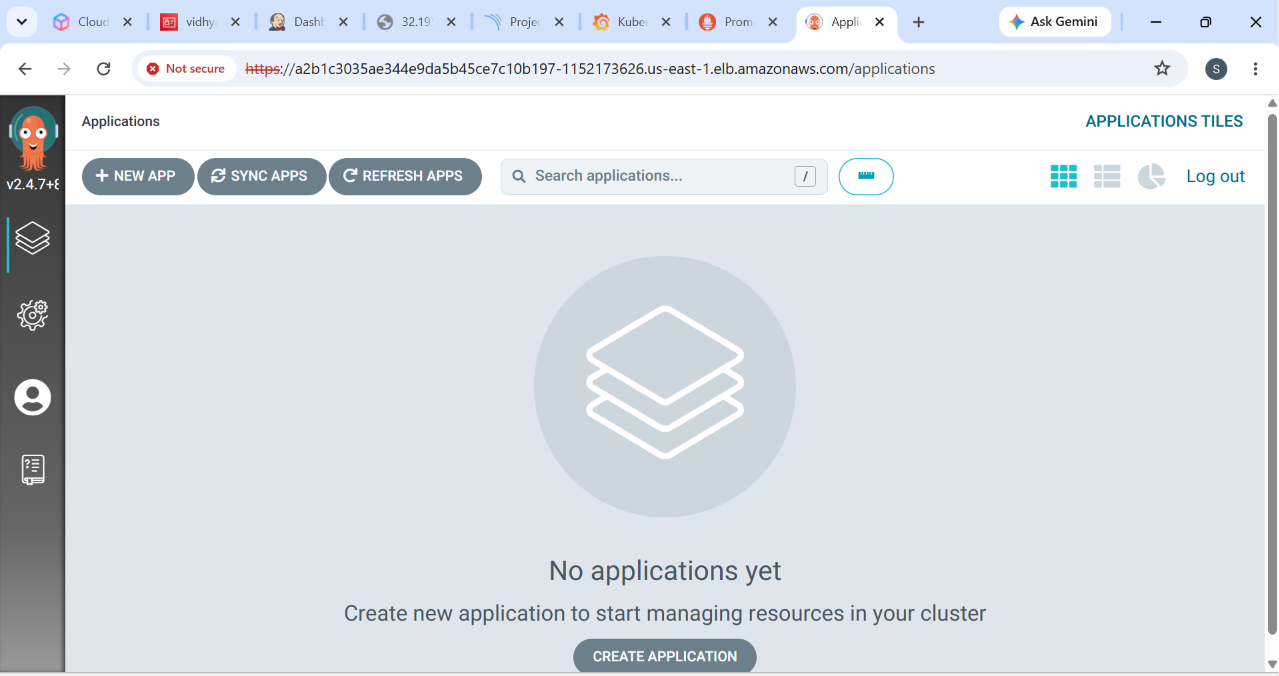 Cloud
vidhy
Dashb
32.19
Projec
Kuber
Prom
Appli
Ask Gemini
Not secure
https://a2b1c3035ae344e9da5b45ce7c10b197-1152173626.us-east-1.elb.amazonaws.com/applications
S
v2.4.7+8
Applications
APPLICATIONS TILES
NEW APP
SYNC APPS
REFRESH APPS
Search applications...
/
Log out
No applications yet
Create new application to start managing resources in your cluster
CREATE APPLICATION